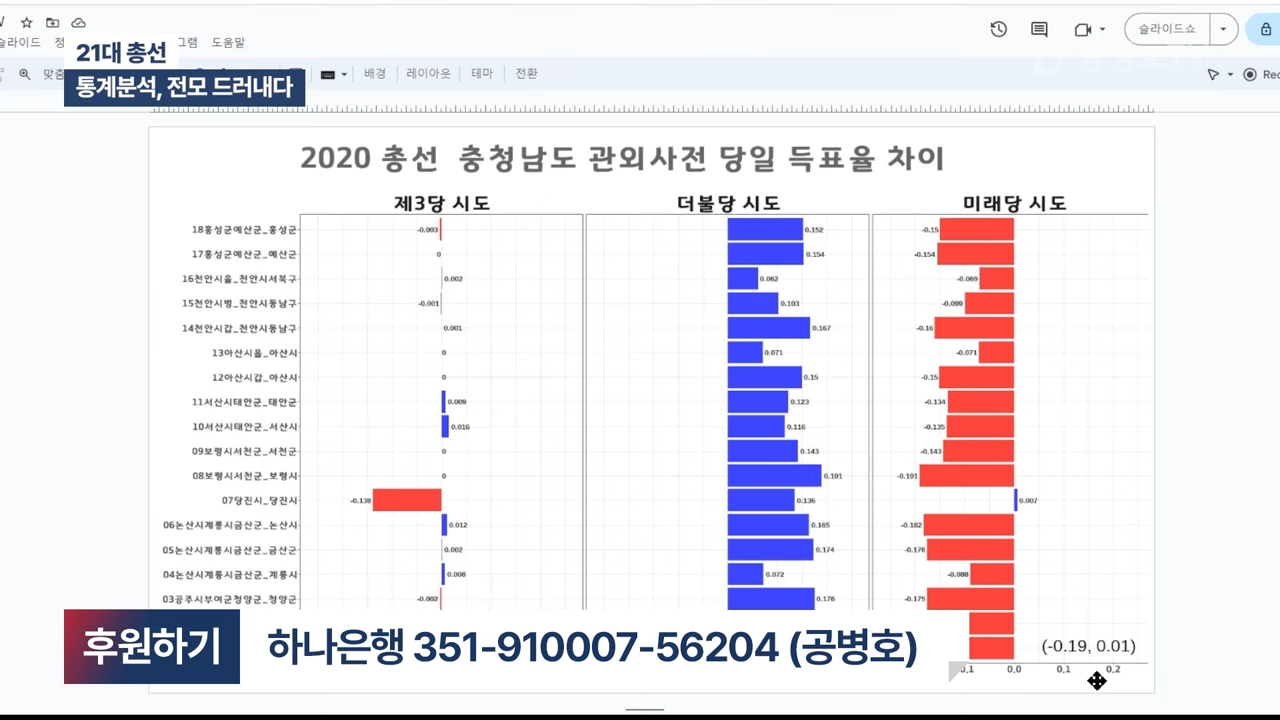 슬라이드
그램
도움말
슬라이드쇼
21대 총선
통계분석, 전모 드러내다
배경
레이아웃
테마
전환
Rec
2020 총선 충청남도 관외사전 당일 득표율 차이
제3당 시도
더불당 시도
미래당 시도
18홍성군예산군_홍성군 -0.003 0.152 -0.15
17홍성군예산군_예산군 0 0.154 -0.154
16천안시을_천안시서북구 0.002 0.062 -0.069
15천안시병_천안시동남구 -0.001 0.103 -0.099
14천안시갑_천안시동남구 0.001 0.167 -0.16
13아산시을_아산시 0 0.071 -0.071
12아산시갑_아산시 0 0.15 -0.15
11서산시태안군_태안군 0.009 0.123 -0.134
10서산시태안군_서산시 0.016 0.116 -0.135
09보령시서천군_서천군 0 0.143 -0.143
08보령시서천군_보령시 0 0.191 -0.191
07당진시_당진시 -0.138 0.136 0.007
06논산시계룡시금산군_논산시 0.012 0.165 -0.182
05논산시계룡시금산군_금산군 0.002 0.174 -0.176
04논산시계룡시금산군_계룡시 0.008 0.072 -0.088
03공주시부여군청양군_청양군 -0.002 0.176 -0.175
(-0.19, 0.01)
0,1 0,0 0,1 0,2
후원하기
하나은행 351-910007-56204 (공병호)